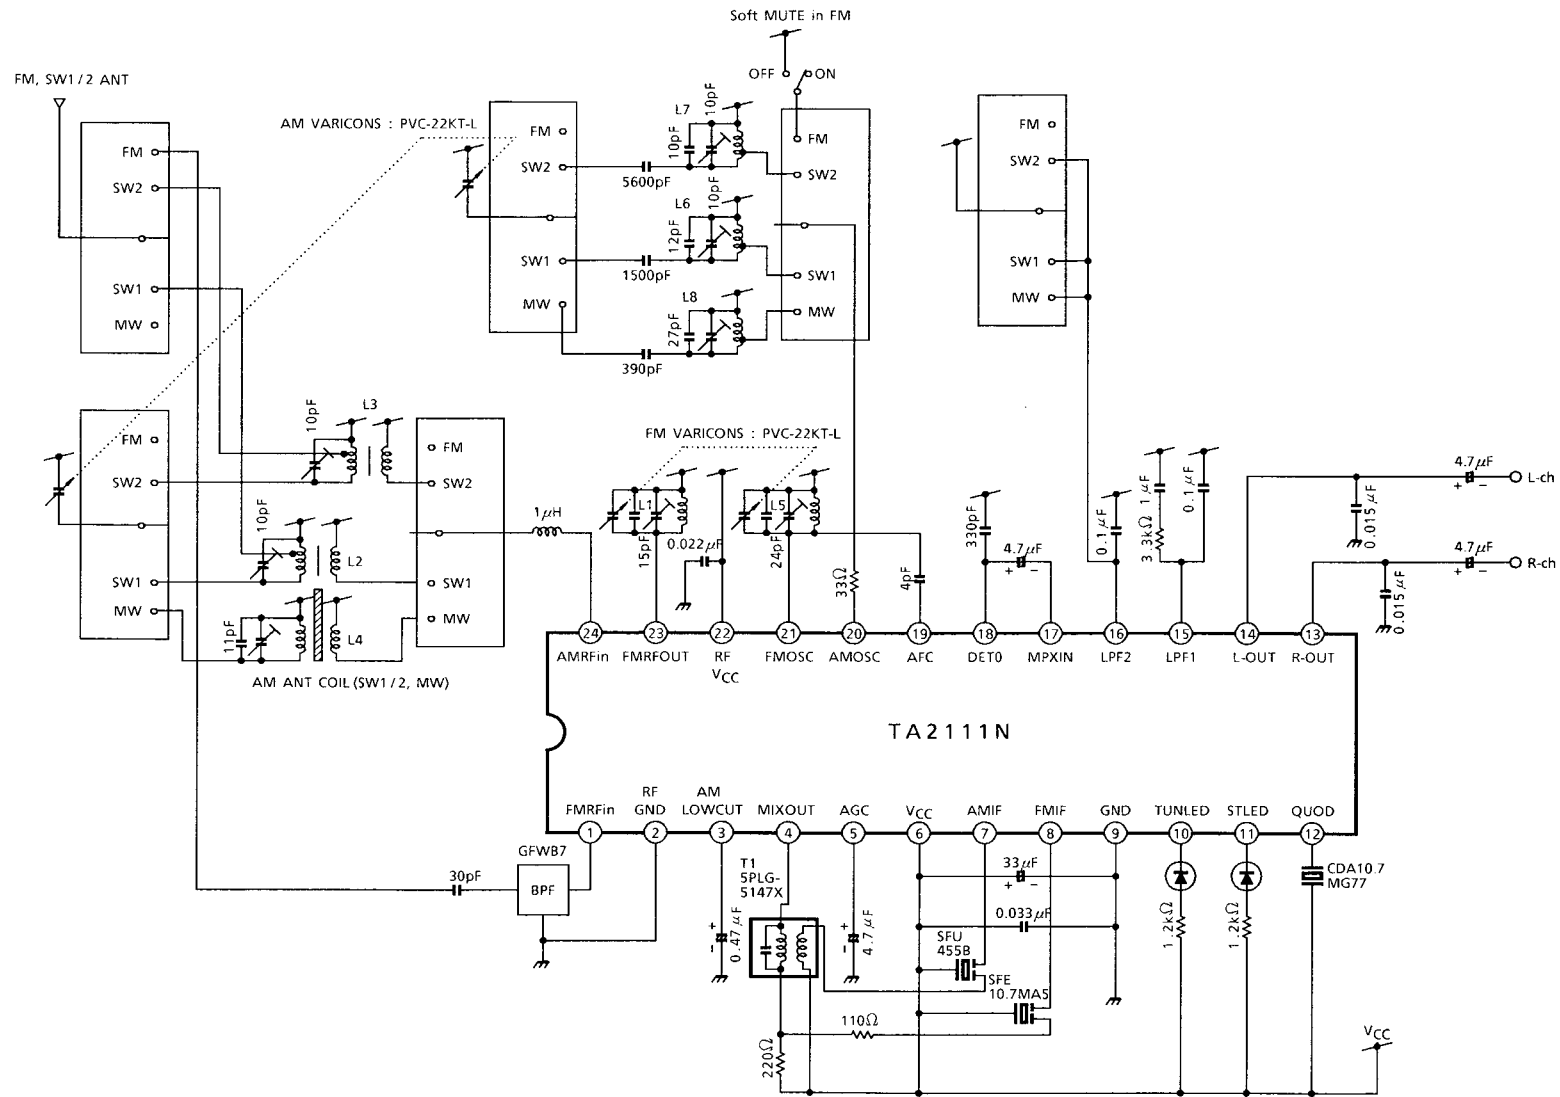 Soft MUTE in FM
OFF
ON
FM, SW1/2 ANT
AM VARICONS : PVC-22KT-L
FM
SW2
SW1
MW
FM
SW2
SW1
MW
5600pF
1500pF
390pF
L7
10pF
10pF
L6
12pF
10pF
L8
27pF
FM
SW2
SW1
MW
FM
SW2
SW1
MW
FM
SW2
SW1
MW
10pF
L3
10pF
L2
11pF
L4
AM ANT COIL (SW1/2, MW)
FM
SW2
SW1
MW
1μH
FM VARICONS : PVC-22KT-L
L1
15pF
0.022μF
L5
24pF
33Ω
4pF
330pF
4.7μF
+ −
0.1μF
3.3kΩ
1μF
0.1μF
4.7μF
+ −
L-ch
0.015μF
4.7μF
+ −
R-ch
0.015μF
24 23 22 21 20 19 18 17 16 15 14 13
AMRFin FMRFOUT RF VCC FMOSC AMOSC AFC DET0 MPXIN LPF2 LPF1 L-OUT R-OUT
TA2111N
FMRFin RF GND AM LOWCUT MIXOUT AGC VCC AMIF FMIF GND TUNLED STLED QUOD
1 2 3 4 5 6 7 8 9 10 11 12
GFWB7
30pF
BPF
+
−
0.47μF
T1
5PLG-
5147X
+
−
4.7μF
33μF
+ −
0.033μF
SFU
455B
SFE
10.7MA5
110Ω
220Ω
1.2kΩ
1.2kΩ
CDA10.7
MG77
VCC